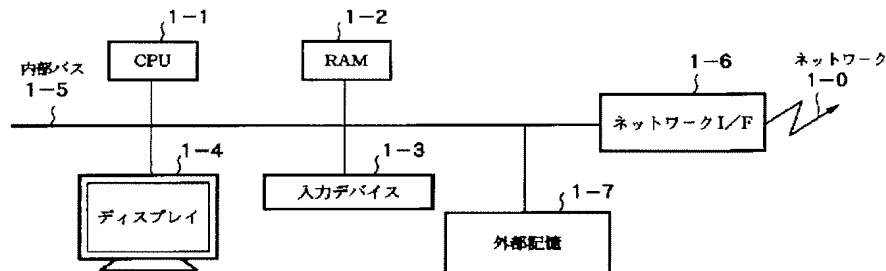 1-1
CPU
1-2
RAM
内部バス
1-5
1-6
ネットワークI/F
ネットワーク
1-0
1-4
ディスプレイ
1-3
入力デバイス
1-7
外部記憶